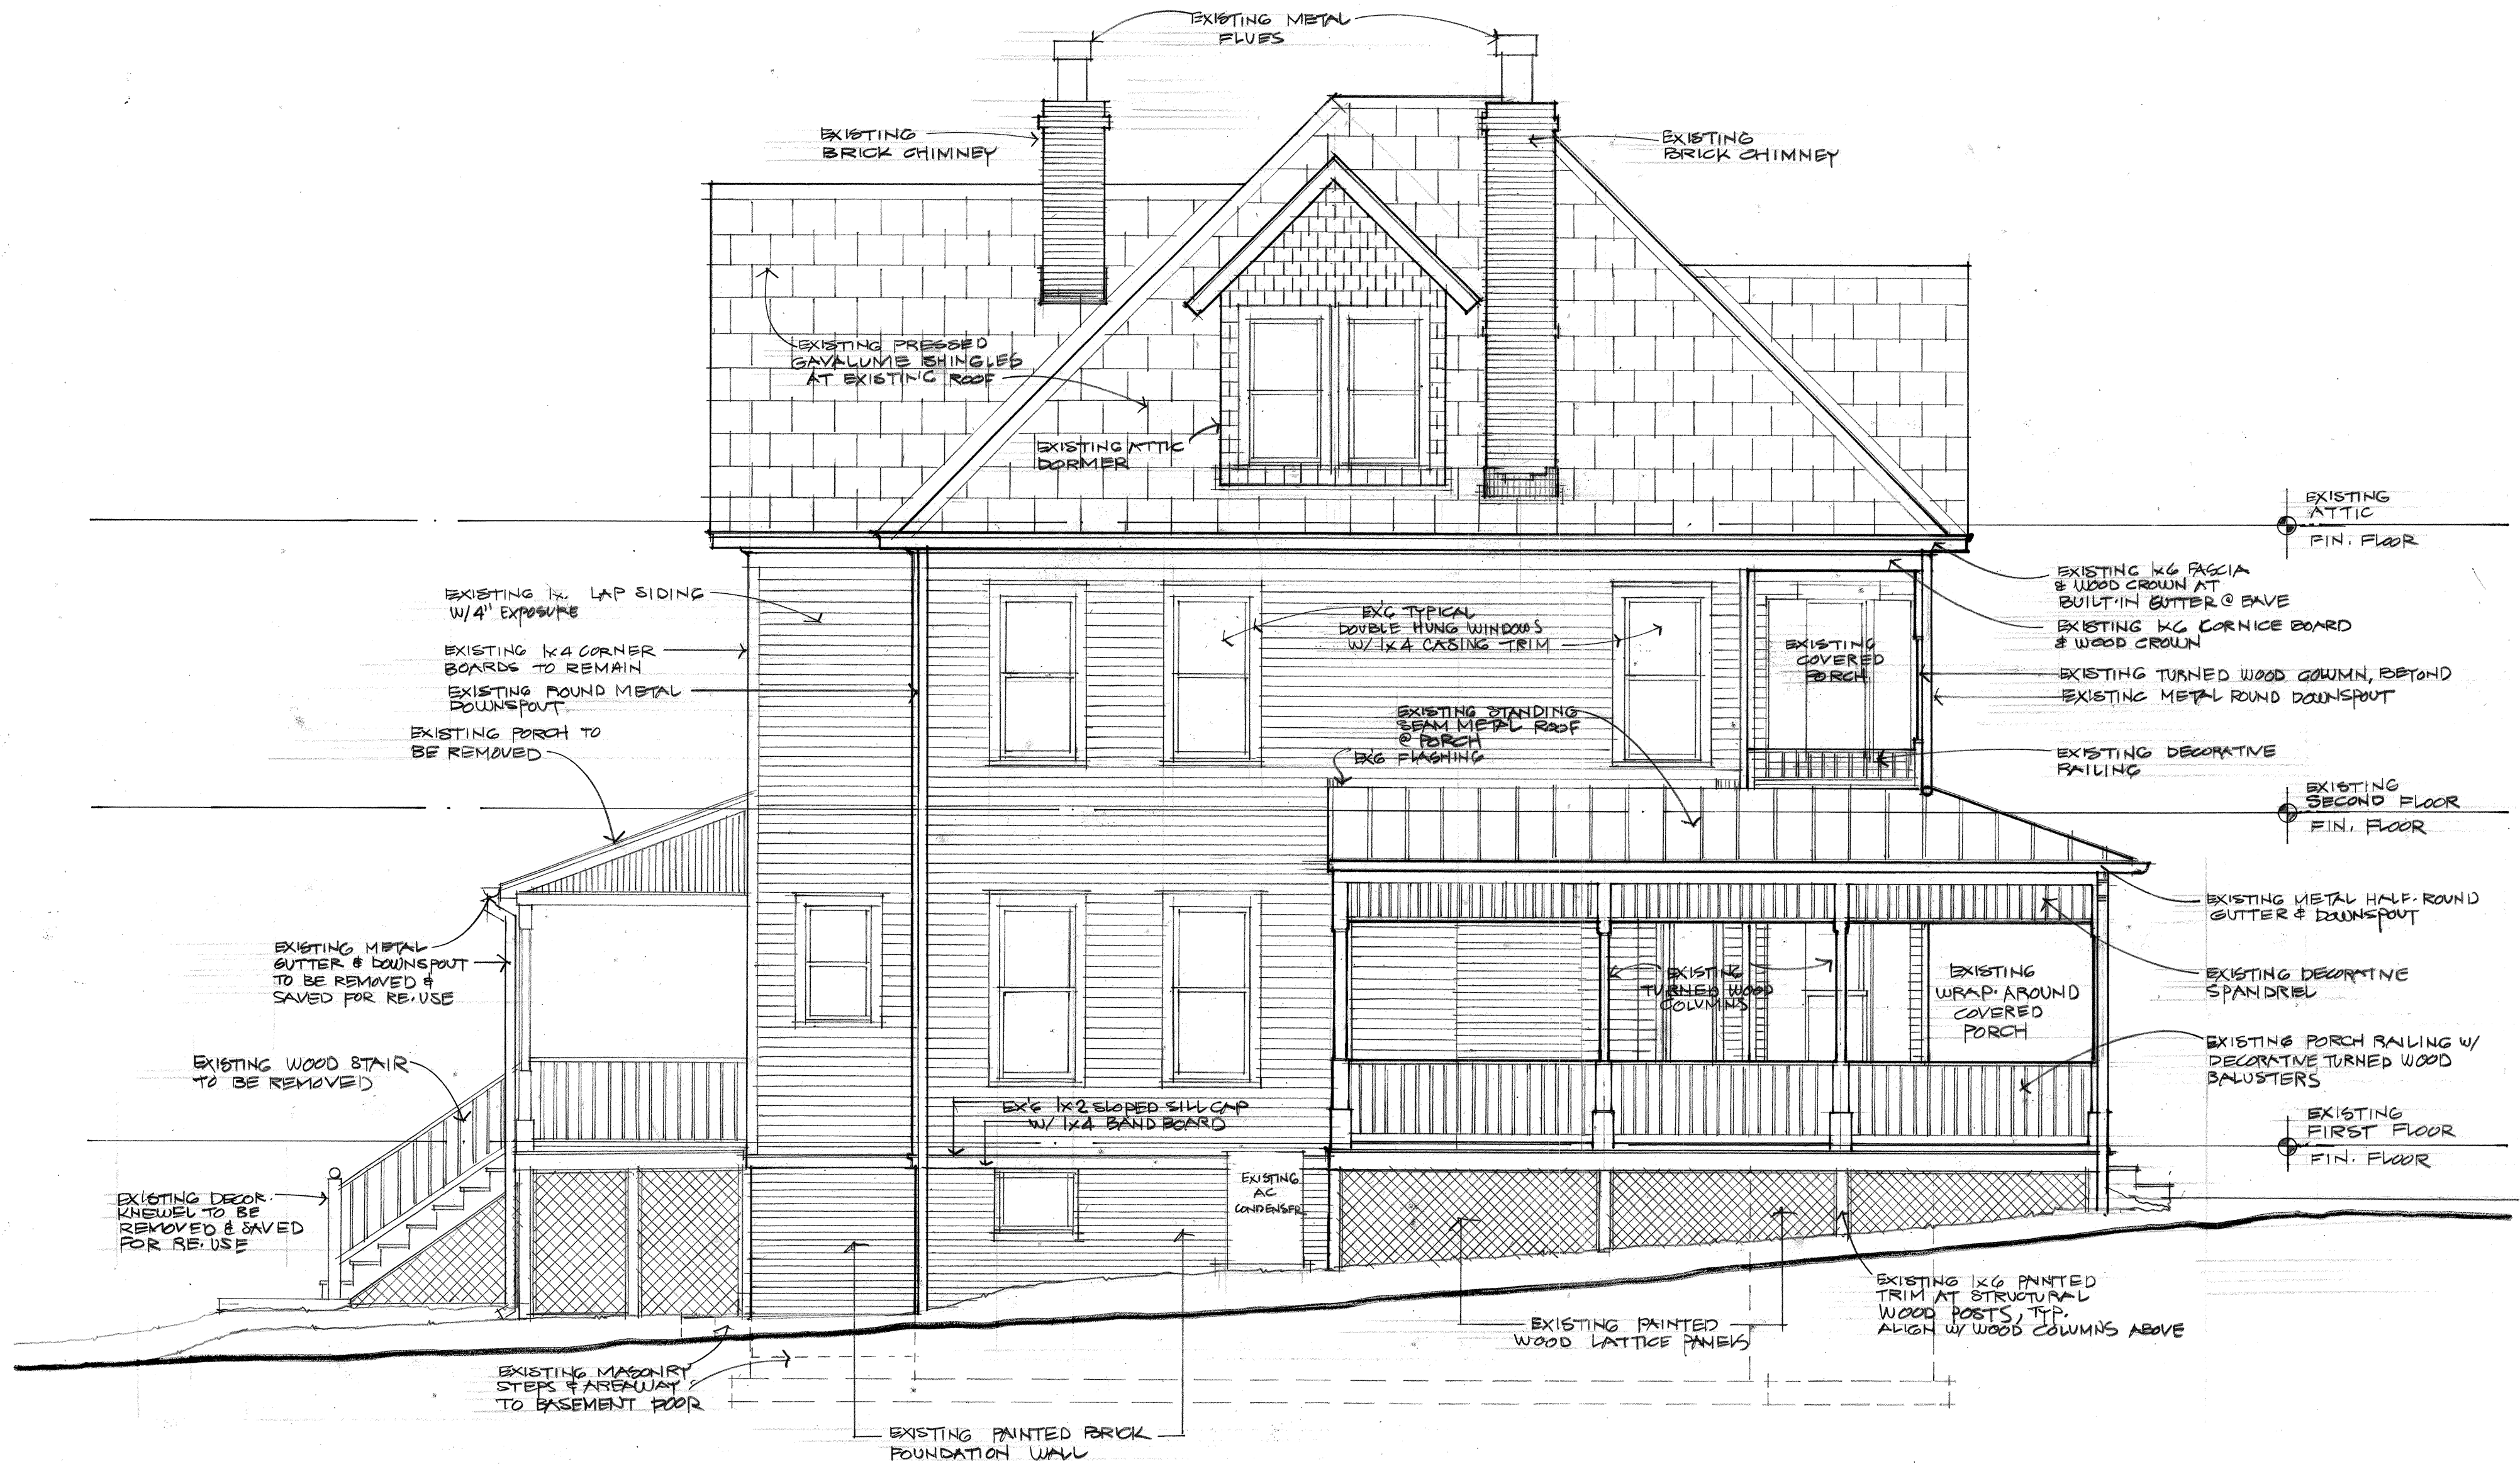 EXISTING METAL
FLUES
EXISTING
BRICK CHIMNEY
EXISTING
BRICK CHIMNEY
EXISTING PRESSED
GAVALUME SHINGLES
AT EXISTING ROOF
EXISTING ATTIC
DORMER
EXISTING
ATTIC
FIN. FLOOR
EXISTING 1x. LAP SIDING
W/4" EXPOSURE
EXISTING 1x4 CORNER
BOARDS TO REMAIN
EXISTING ROUND METAL
DOWNSPOUT
EXISTING PORCH TO
BE REMOVED
EX'G TYPICAL
DOUBLE HUNG WINDOWS
W/ 1x4 CASING TRIM
EXISTING
COVERED
PORCH
EXISTING STANDING
SEAM METAL ROOF
@ PORCH
EX'G FLASHING
EXISTING 1x6 FASCIA
& WOOD CROWN AT
BUILT-IN GUTTER @ EAVE
EXISTING 1x6 CORNICE BOARD
& WOOD CROWN
EXISTING TURNED WOOD COLUMN, BEYOND
EXISTING METAL ROUND DOWNSPOUT
EXISTING DECORATIVE
RAILING
EXISTING
SECOND FLOOR
FIN. FLOOR
EXISTING METAL
GUTTER & DOWNSPOUT
TO BE REMOVED &
SAVED FOR RE-USE
EXISTING WOOD STAIR
TO BE REMOVED
EXISTING DECOR.
KNEWEL TO BE
REMOVED & SAVED
FOR RE-USE
EX'G 1x2 SLOPED SILL CAP
W/ 1x4 BAND BOARD
EXISTING
AC
CONDENSER
EXISTING
TURNED WOOD
COLUMNS
EXISTING
WRAP-AROUND
COVERED
PORCH
EXISTING METAL HALF-ROUND
GUTTER & DOWNSPOUT
EXISTING DECORATIVE
SPANDREL
EXISTING PORCH RAILING W/
DECORATIVE TURNED WOOD
BALUSTERS
EXISTING
FIRST FLOOR
FIN. FLOOR
EXISTING MASONRY
STEPS & AREAWAY
TO BASEMENT DOOR
EXISTING PAINTED BRICK
FOUNDATION WALL
EXISTING PAINTED
WOOD LATTICE PANELS
EXISTING 1x6 PAINTED
TRIM AT STRUCTURAL
WOOD POSTS, TYP.
ALIGN W/ WOOD COLUMNS ABOVE